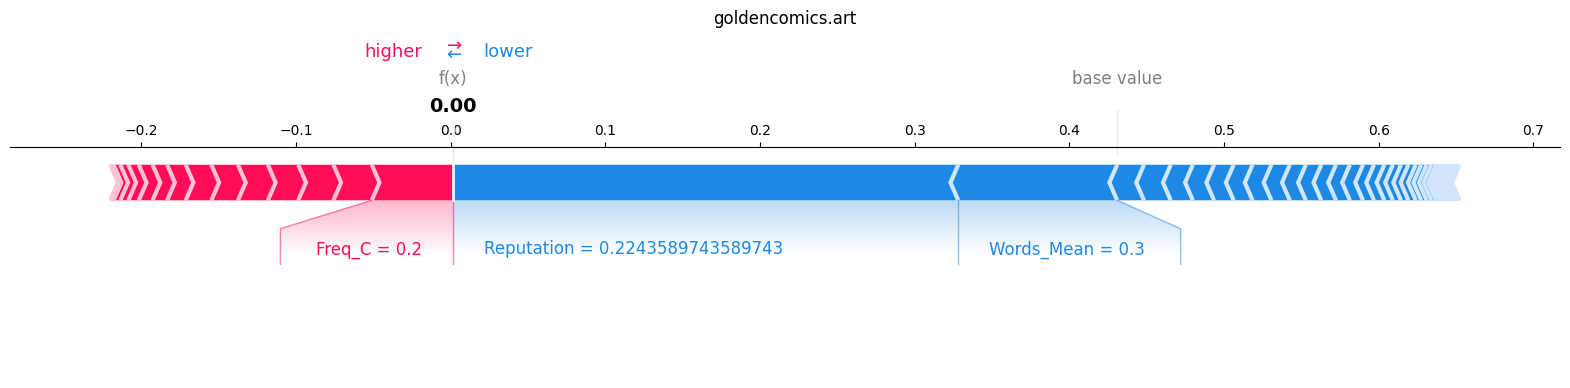 goldencomics.art
higher ⇄ lower
f(x) base value
0.00
−0.2 −0.1 0.0 0.1 0.2 0.3 0.4 0.5 0.6 0.7
Freq_C = 0.2 Reputation = 0.2243589743589743 Words_Mean = 0.3